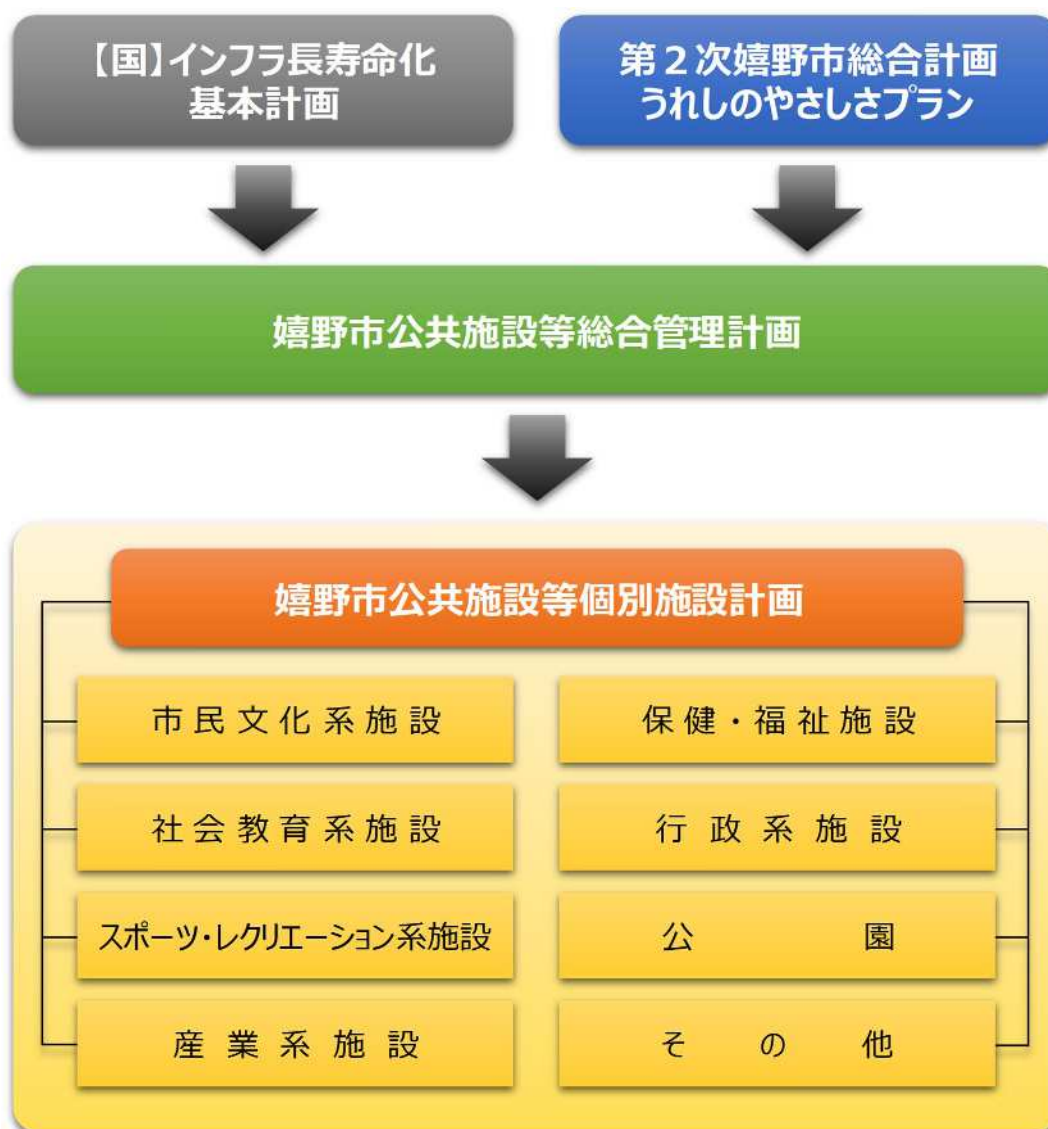 【国】インフラ長寿命化
基本計画
第２次嬉野市総合計画
うれしのやさしさプラン
嬉野市公共施設等総合管理計画
嬉野市公共施設等個別施設計画
市民文化系施設
保健・福祉施設
社会教育系施設
行政系施設
スポーツ・レクリエーション系施設
公園
産業系施設
その他